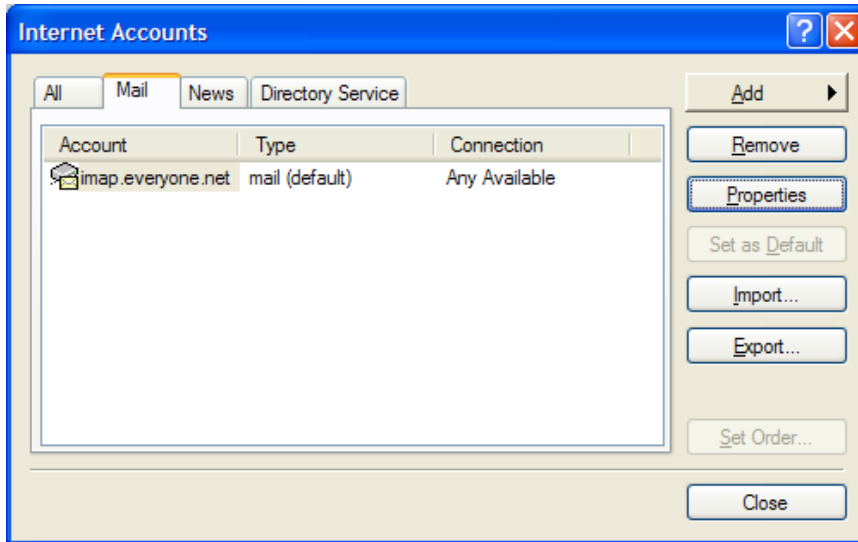 Internet Accounts
All Mail News Directory Service
Add
Account Type Connection
Remove
imap.everyone.net mail (default) Any Available
Properties
Set as Default
Import...
Export...
Set Order...
Close